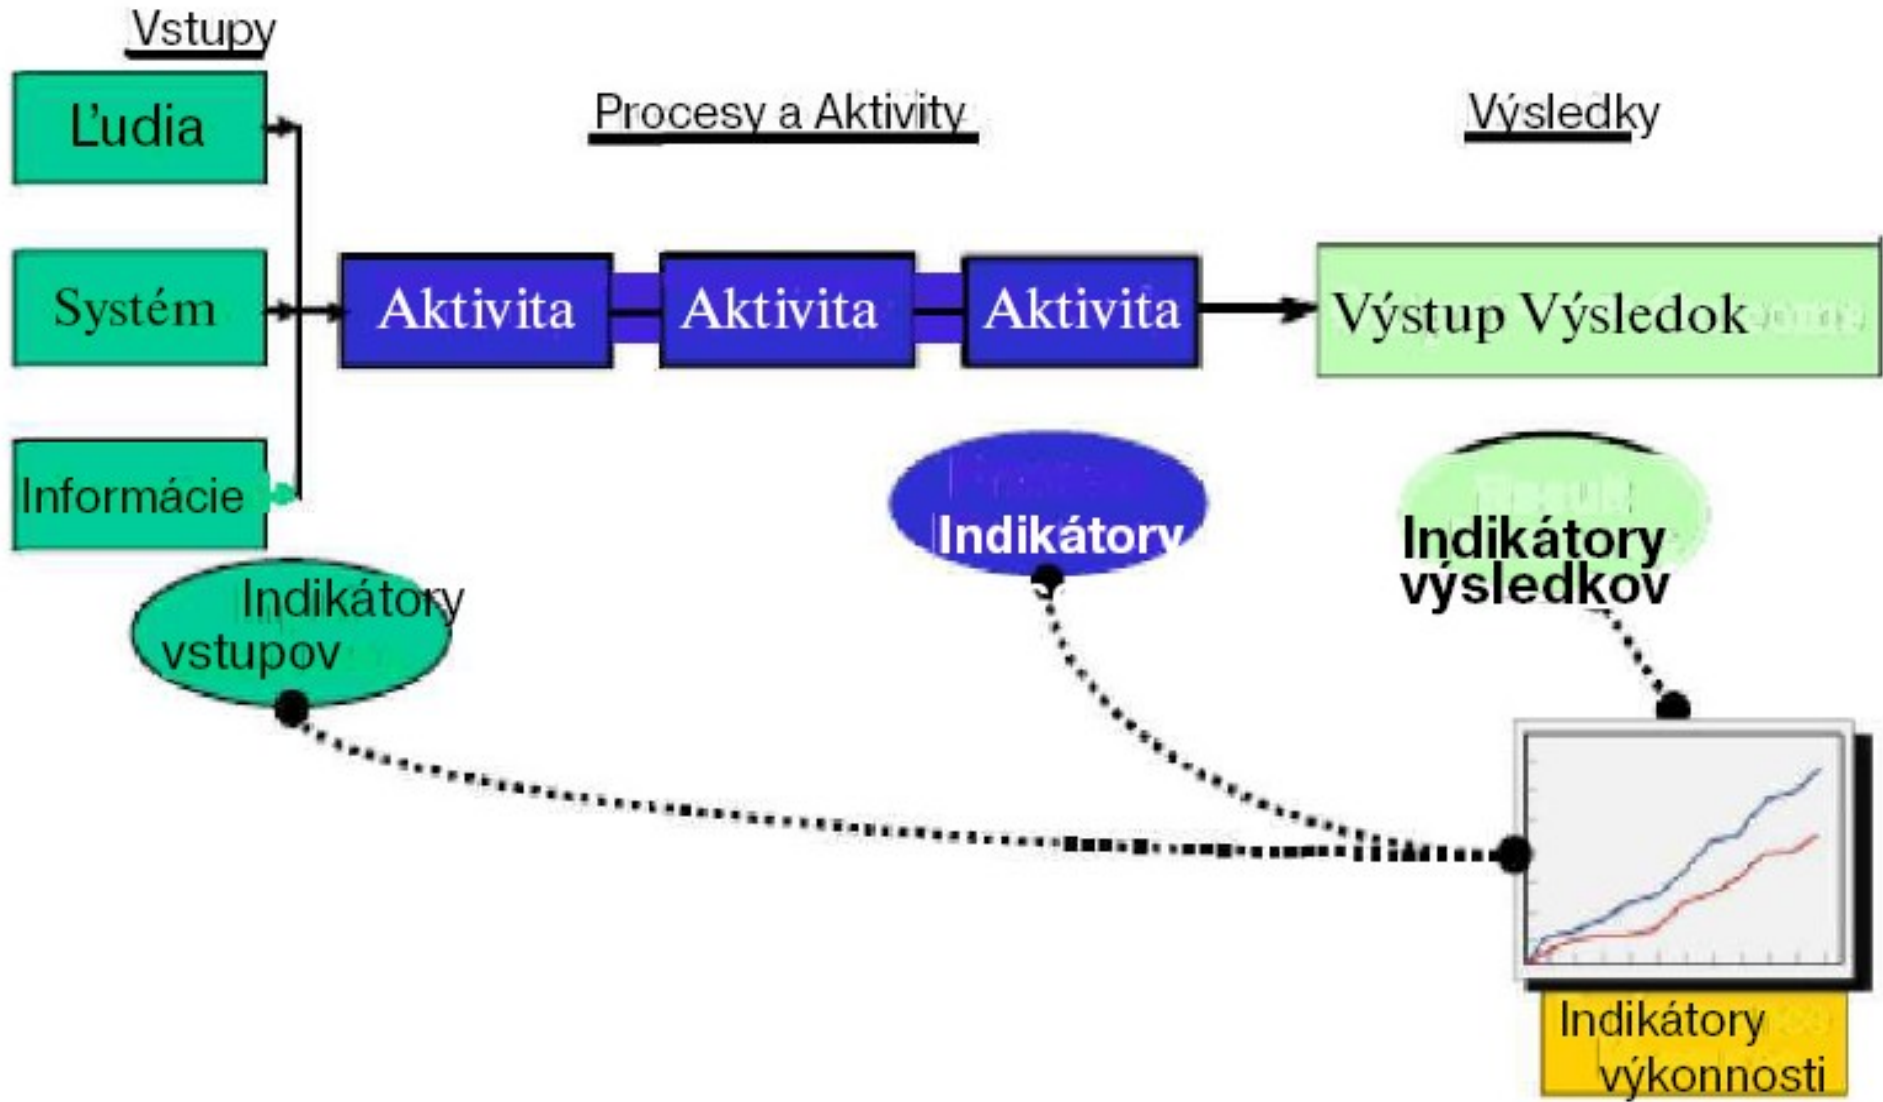 Vstupy
Procesy a Aktivity
Výsledky
Ľudia
Systém
Informácie
Aktivita
Aktivita
Aktivita
Výstup Výsledok
Indikátory
vstupov
Indikátory
Indikátory
výsledkov
Indikátory
výkonnosti